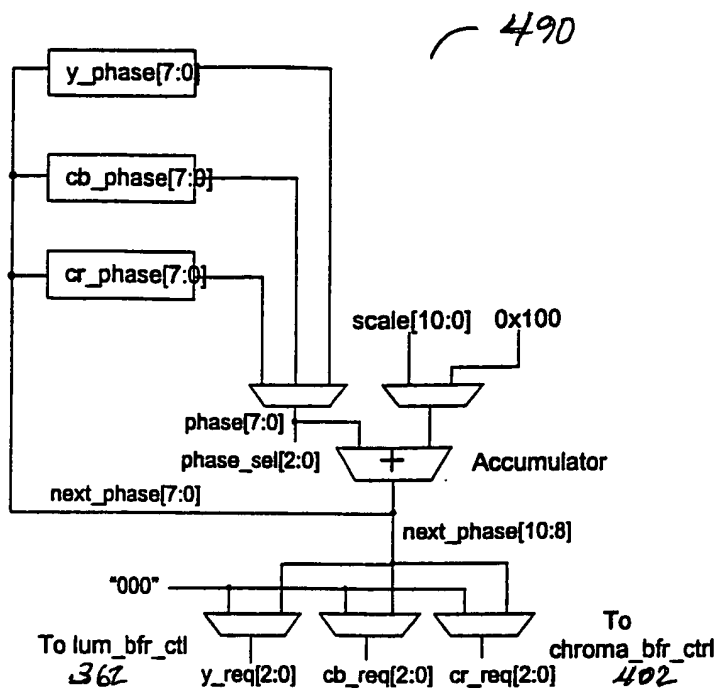 490
y_phase[7:0]
cb_phase[7:0]
cr_phase[7:0]
scale[10:0] 0x100
phase[7:0]
phase_sel[2:0]
+
Accumulator
next_phase[7:0]
next_phase[10:8]
"000"
To lum_bfr_ctl
362
y_req[2:0] cb_req[2:0] cr_req[2:0]
To
chroma_bfr_ctrl
402